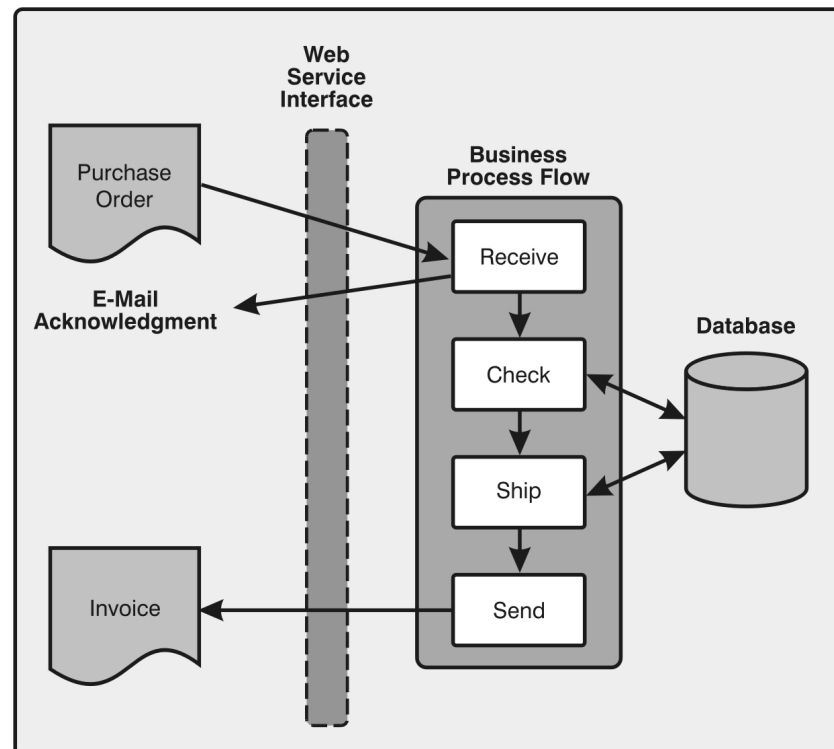 Web
Service
Interface
Purchase
Order
Business
Process Flow
Receive
E-Mail
Acknowledgment
Database
Check
Ship
Invoice
Send